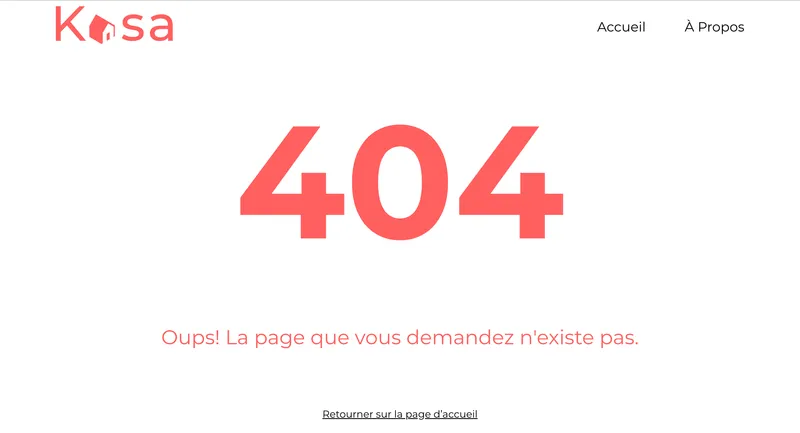 Kasa
Accueil
À Propos
404
Oups! La page que vous demandez n'existe pas.
Retourner sur la page d’accueil